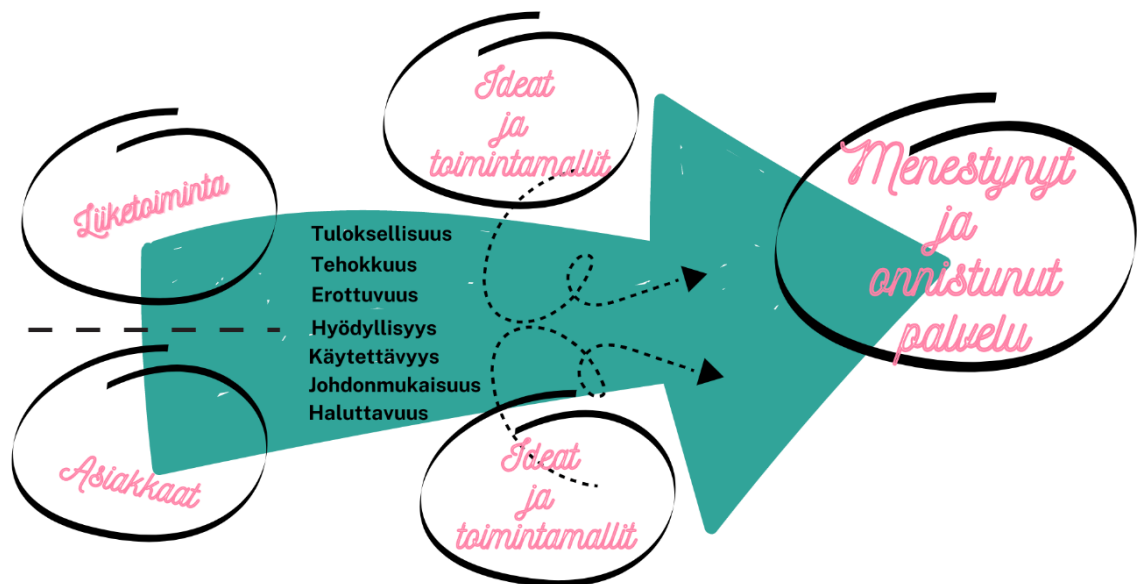 Liiketoiminta
Asiakkaat
Tuloksellisuus
Tehokkuus
Erottuvuus
Hyödyllisyys
Käytettävyys
Johdonmukaisuus
Haluttavuus
Ideat
ja
toimintamallit
Ideat
ja
toimintamallit
Menestynyt
ja
onnistunut
palvelu